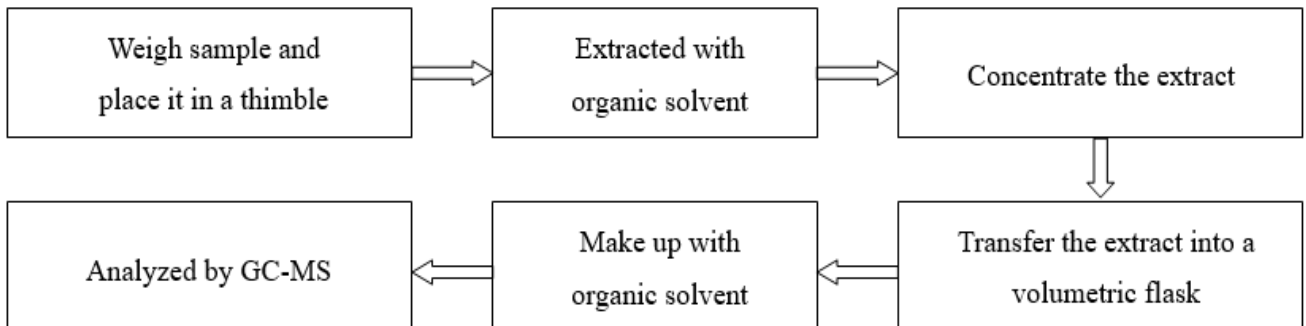 Weigh sample and
place it in a thimble
Extracted with
organic solvent
Concentrate the extract
Transfer the extract into a
volumetric flask
Make up with
organic solvent
Analyzed by GC-MS